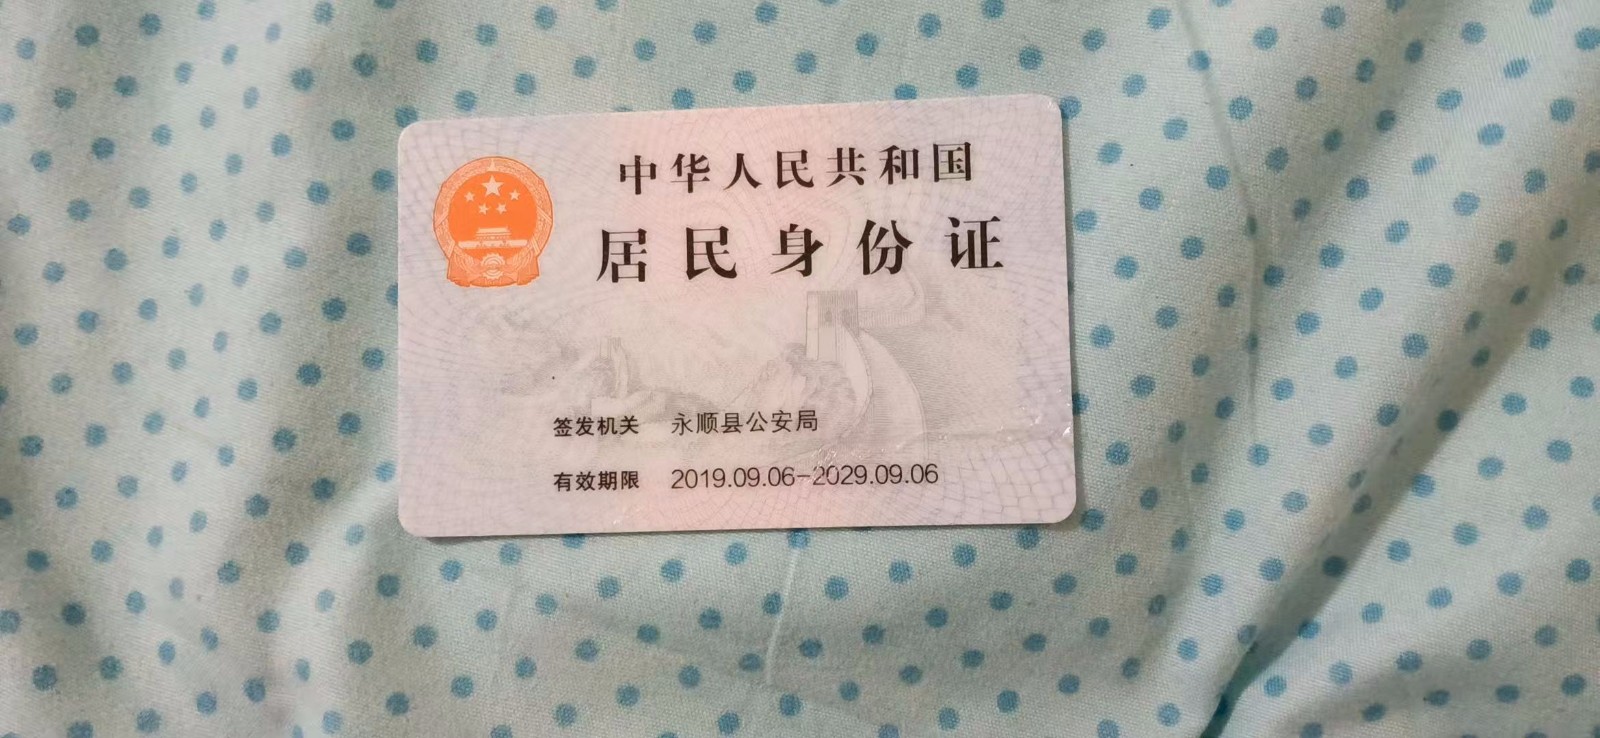 中华人民共和国
居民身份证
签发机关 永顺县公安局
有效期限 2019.09.06-2029.09.06